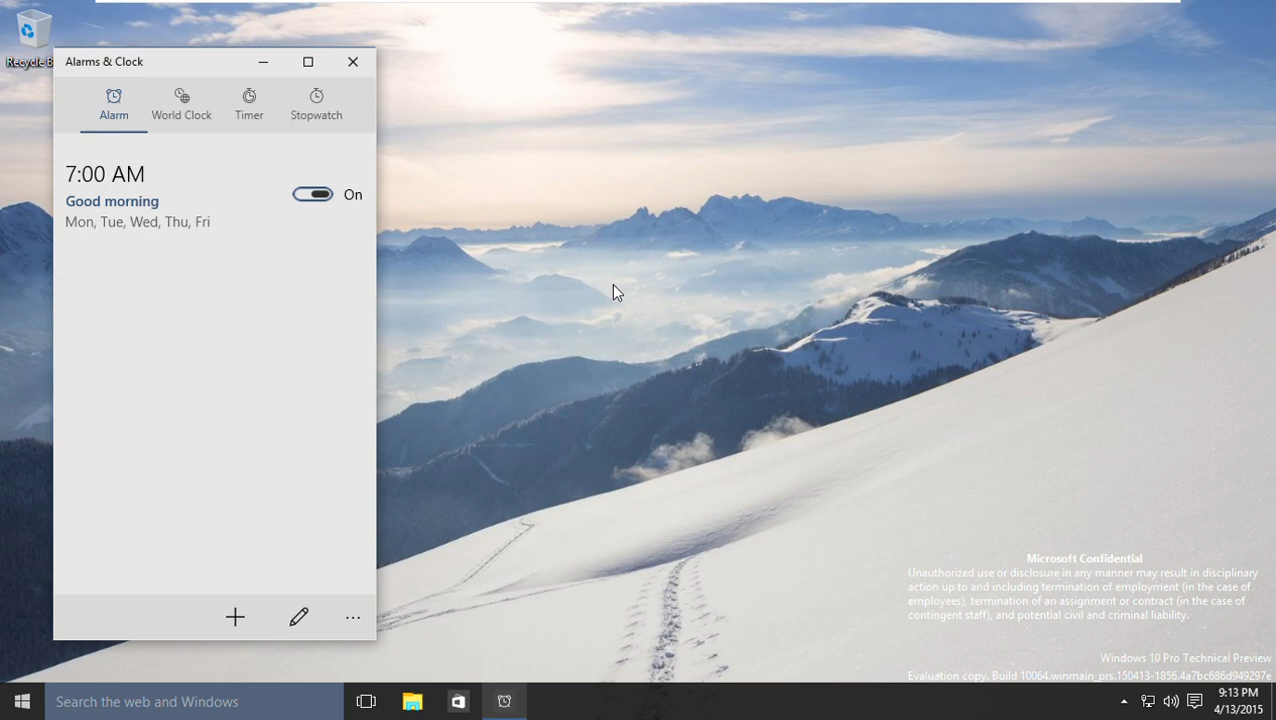 Recycle B
Alarms & Clock
Alarm
World Clock
Timer
Stopwatch
7:00 AM
Good morning
Mon, Tue, Wed, Thu, Fri
On
Microsoft Confidential
Unauthorized use or disclosure in any manner may result in disciplinary
action up to and including termination of employment (in the case of
employees), termination of an assignment or contract (in the case of
contingent staff), and potential civil and criminal liability.
Windows 10 Pro Technical Preview
Evaluation copy. Build 10064.winmain_prs.150413-1856.4a7bc686d949297e
Search the web and Windows
9:13 PM
4/13/2015